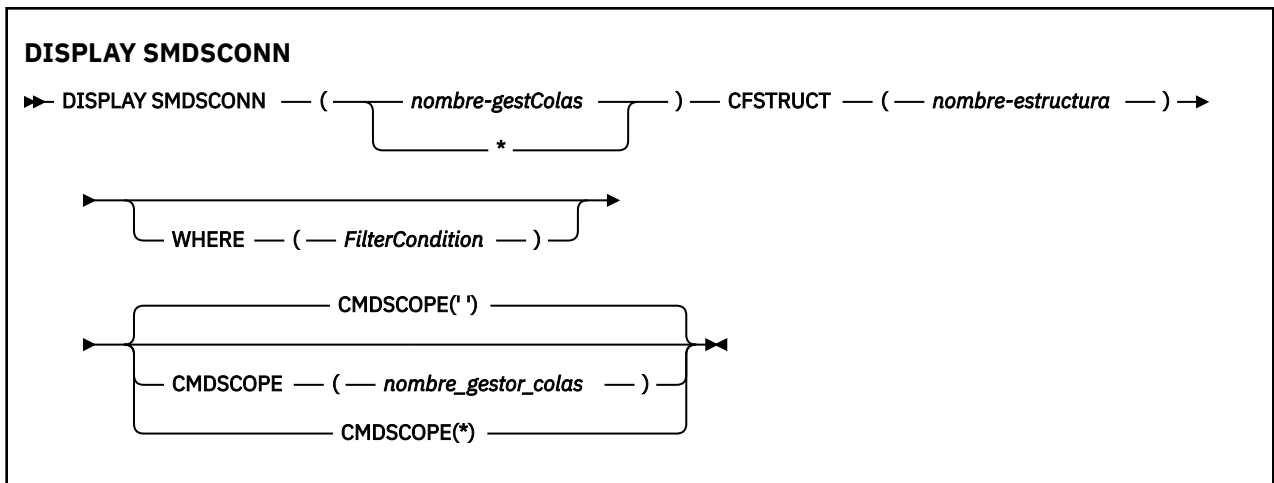 DISPLAY SMDSCONN
DISPLAY SMDSCONN ( nombre-gestColas ) CFSTRUCT ( nombre-estructura )
*
WHERE ( FilterCondition )
CMDSCOPE(' ')
CMDSCOPE ( nombre_gestor_colas )
CMDSCOPE(*)